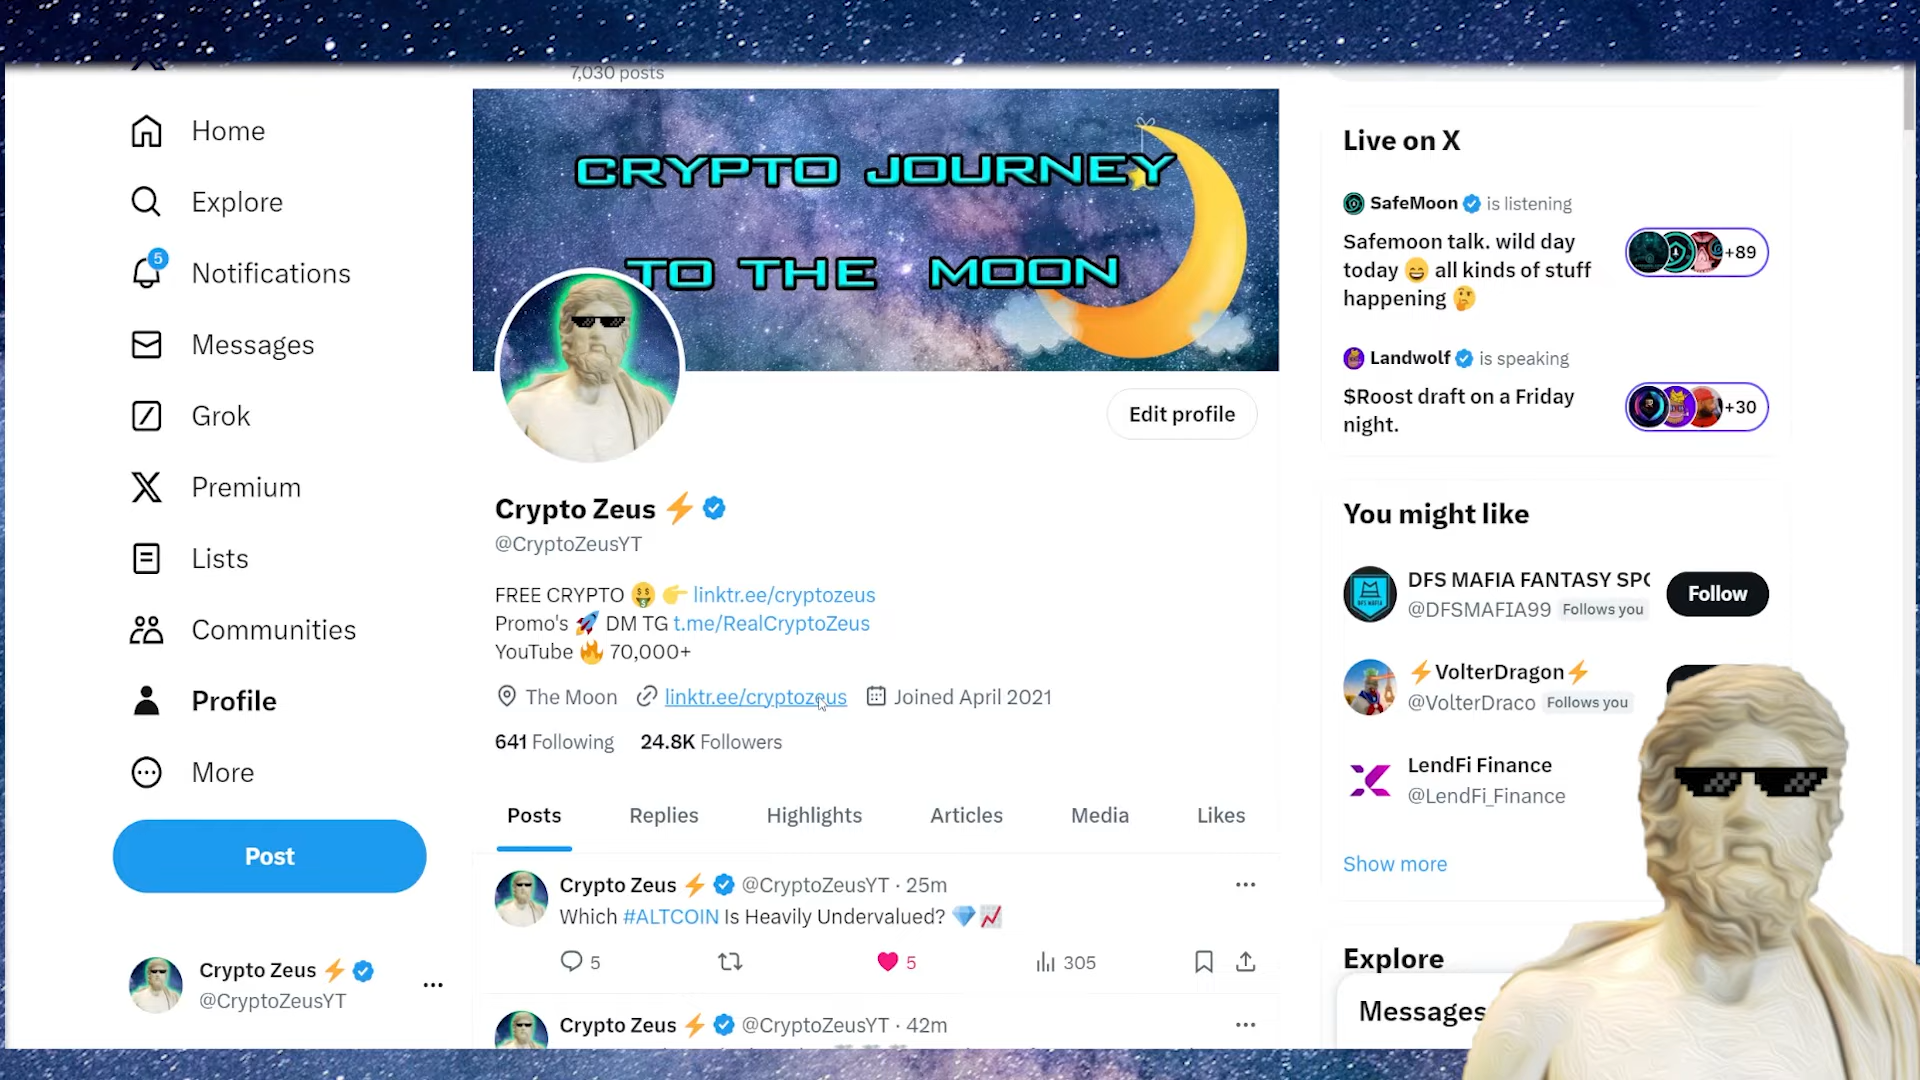 7,030 posts
Home
Explore
5
Notifications
Messages
Grok
Premium
Lists
Communities
Profile
More
Post
Crypto Zeus
@CryptoZeusYT
CRYPTO JOURNEY
TO THE MOON
Edit profile
Crypto Zeus
@CryptoZeusYT
FREE CRYPTO 🤑 👉 linktr.ee/cryptozeus
Promo's 🚀 DM TG t.me/RealCryptoZeus
YouTube 🔥 70,000+
The Moon linktr.ee/cryptozeus Joined April 2021
641 Following 24.8K Followers
Posts Replies Highlights Articles Media Likes
Crypto Zeus ⚡ @CryptoZeusYT · 25m
Which #ALTCOIN Is Heavily Undervalued? 💎📈
5 5 305
Crypto Zeus ⚡ @CryptoZeusYT · 42m
Live on X
SafeMoon is listening
Safemoon talk. wild day
today 😄 all kinds of stuff
happening 🤔
+89
Landwolf is speaking
$Roost draft on a Friday
night.
+30
You might like
DFS MAFIA FANTASY
@DFSMAFIA99 Follows you
Follow
⚡VolterDragon⚡
@VolterDraco Follows you
LendFi Finance
@LendFi_Finance
Show more
Explore
Messages